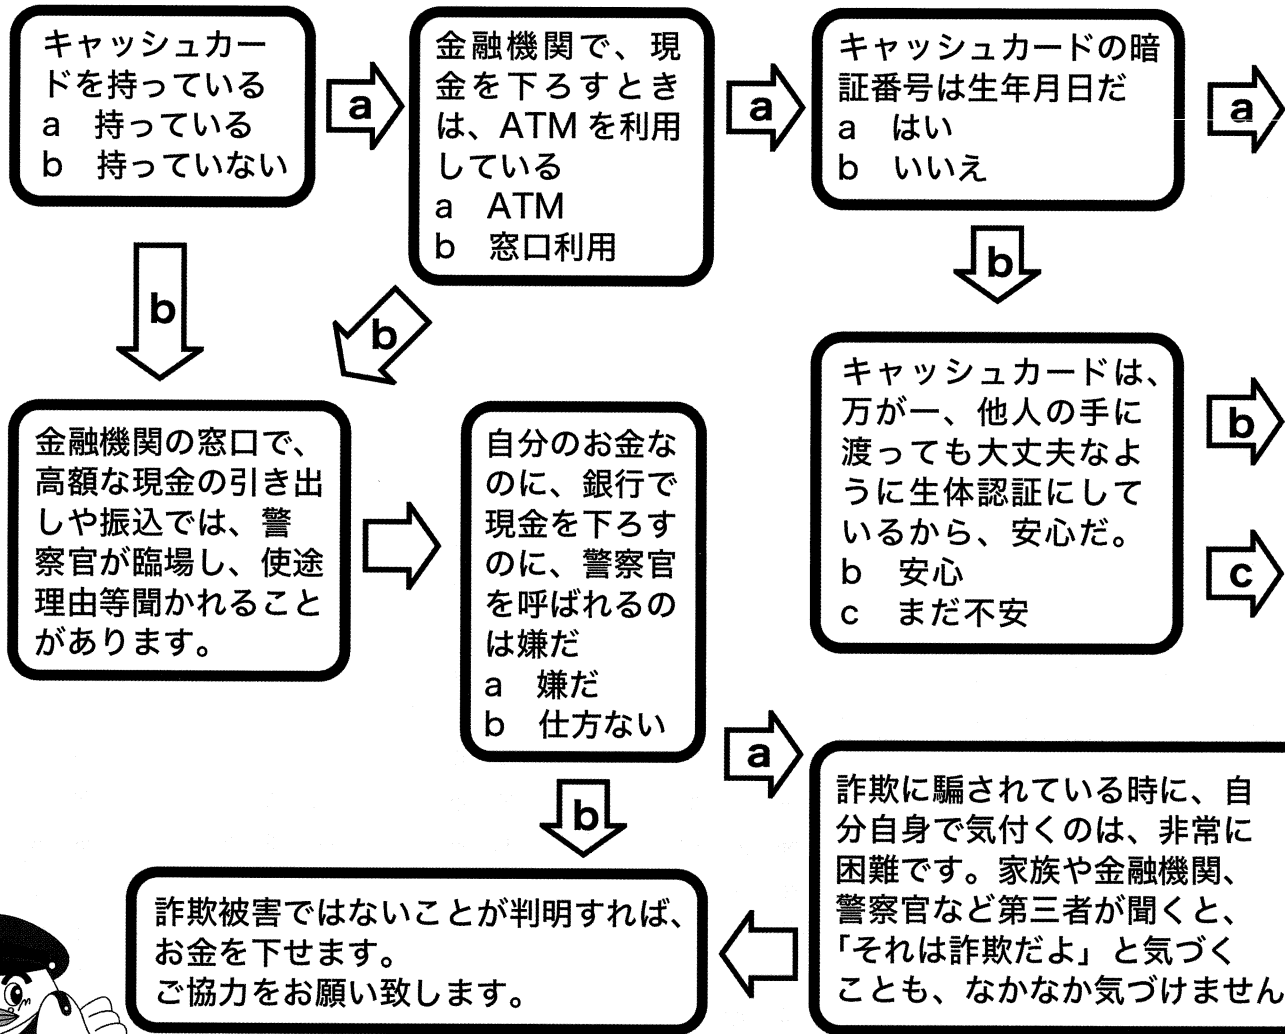 キャッシュカー
ドを持っている
a 持っている
b 持っていない
a
金融機関で、現
金を下ろすとき
は、ATMを利用
している
a ATM
b 窓口利用
a
キャッシュカードの暗
証番号は生年月日だ
a はい
b いいえ
a
b
b
b
キャッシュカードは、
万が一、他人の手に
渡っても大丈夫なよ
うに生体認証にして
いるから、安心だ。
b 安心
c まだ不安
b
c
金融機関の窓口で、
高額な現金の引き出
しや振込では、警
察官が臨場し、使途
理由等聞かれること
があります。
自分のお金な
のに、銀行で
現金を下ろす
のに、警察官
を呼ばれるの
は嫌だ
a 嫌だ
b 仕方ない
a
b
詐欺に騙されている時に、自
分自身で気付くのは、非常に
困難です。家族や金融機関、
警察官など第三者が聞くと、
「それは詐欺だよ」と気づく
ことも、なかなか気づけません
詐欺被害ではないことが判明すれば、
お金を下せます。
ご協力をお願い致します。